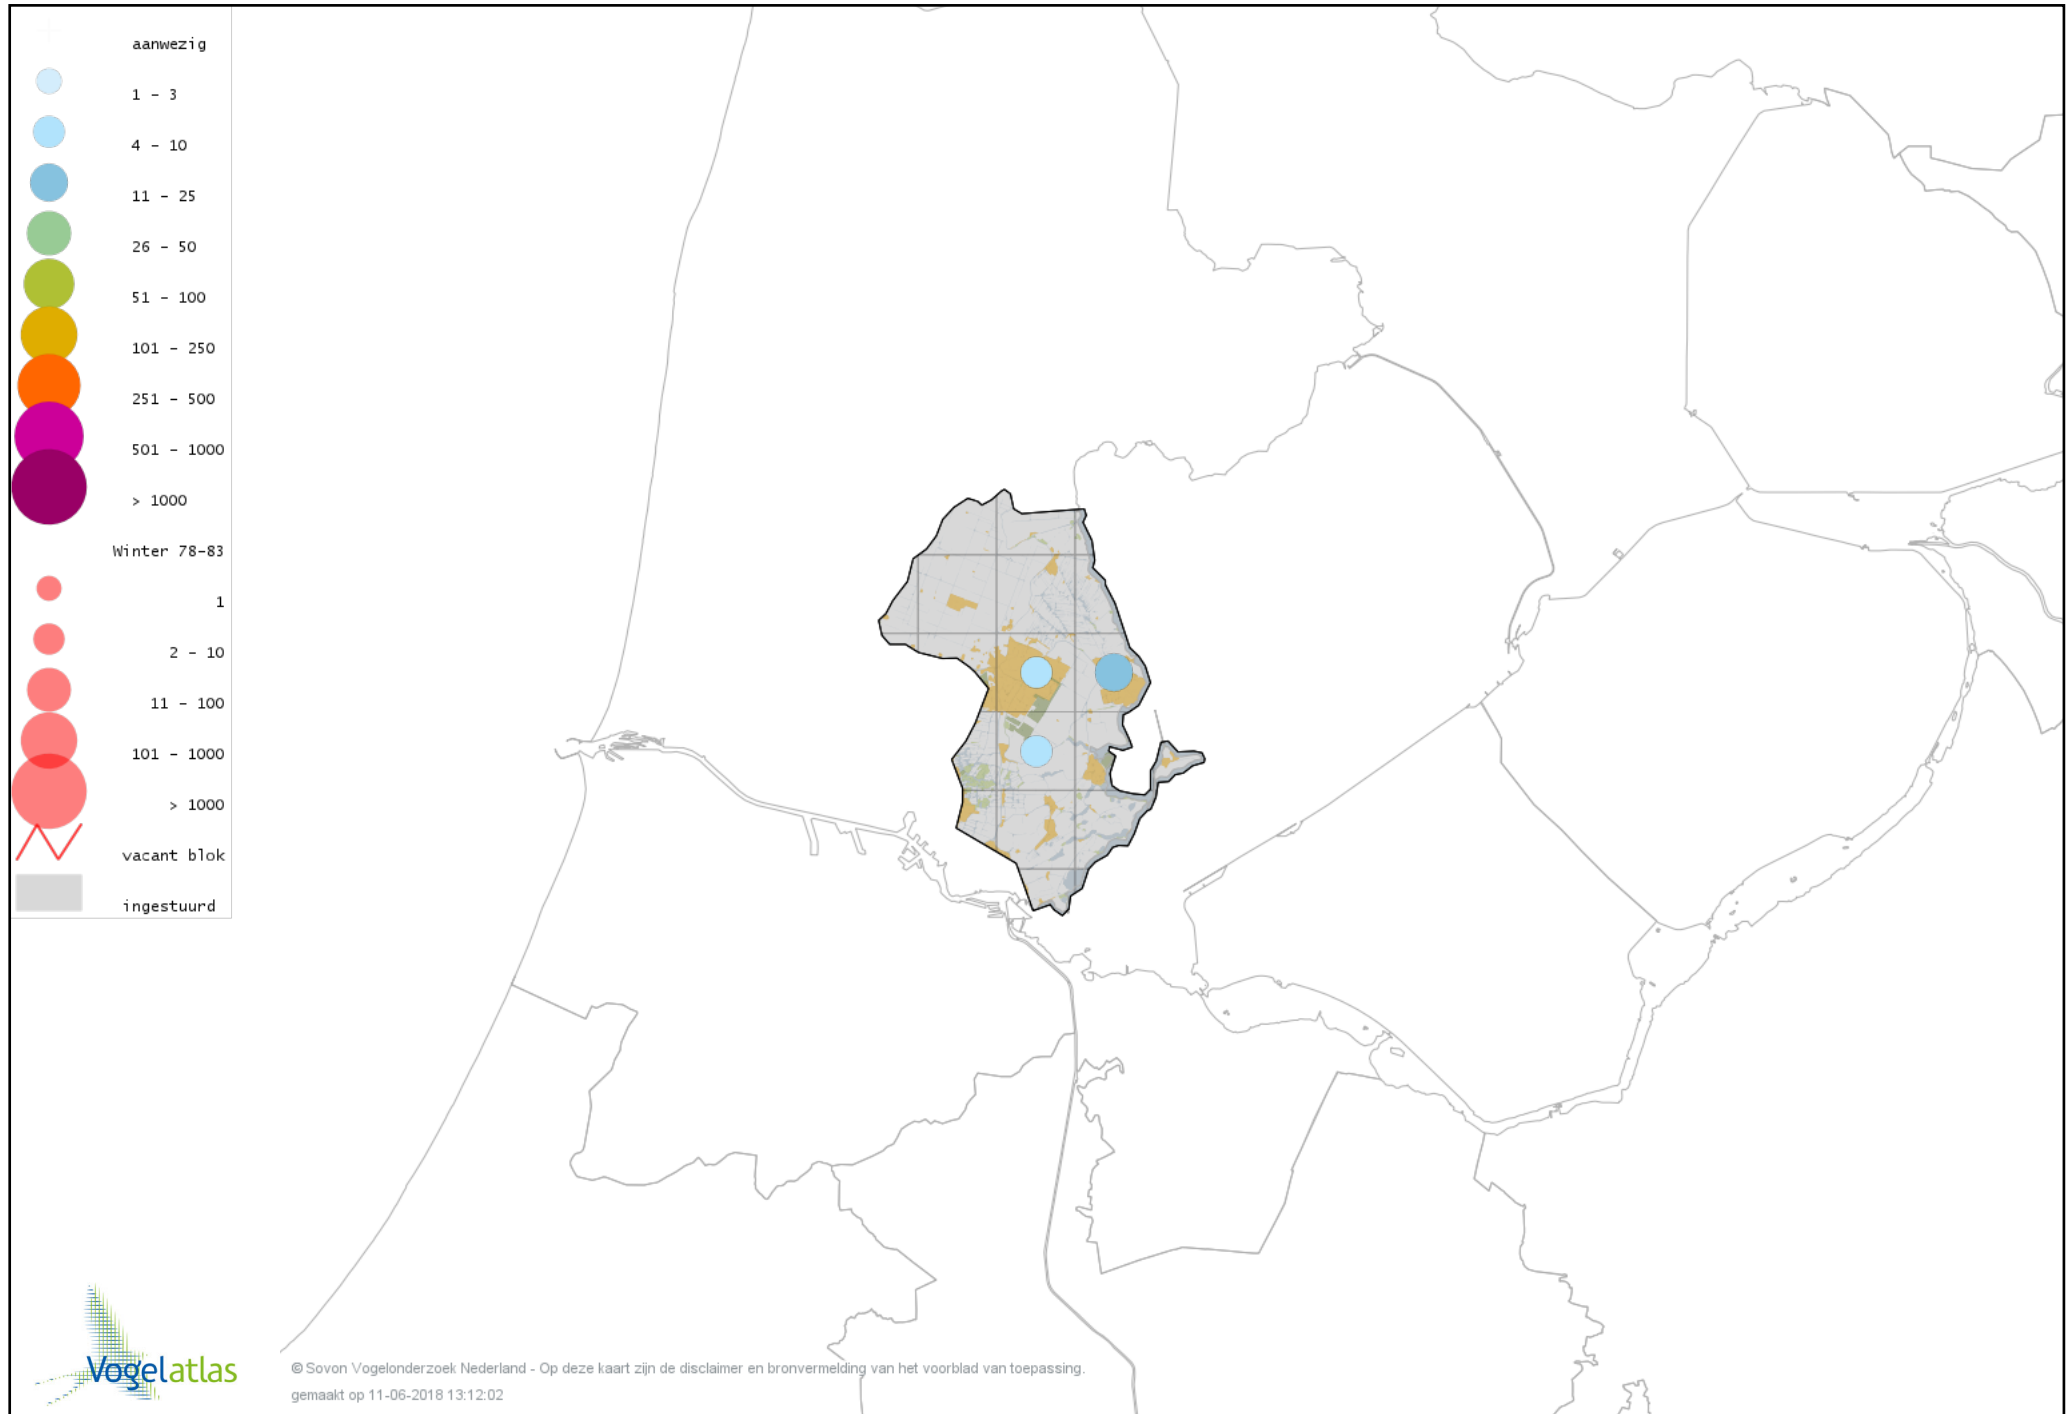 aanwezig
1 - 3
4 - 10
11 - 25
26 - 50
51 - 100
101 - 250
251 - 500
501 - 1000
> 1000
Winter 78-83
1
2 - 10
11 - 100
101 - 1000
> 1000
vacant blok
ingestuurd
Vogelatlas
© Sovon Vogelonderzoek Nederland - Op deze kaart zijn de disclaimer en bronvermelding van het voorblad van toepassing.
gemaakt op 11-06-2018 13:12:02